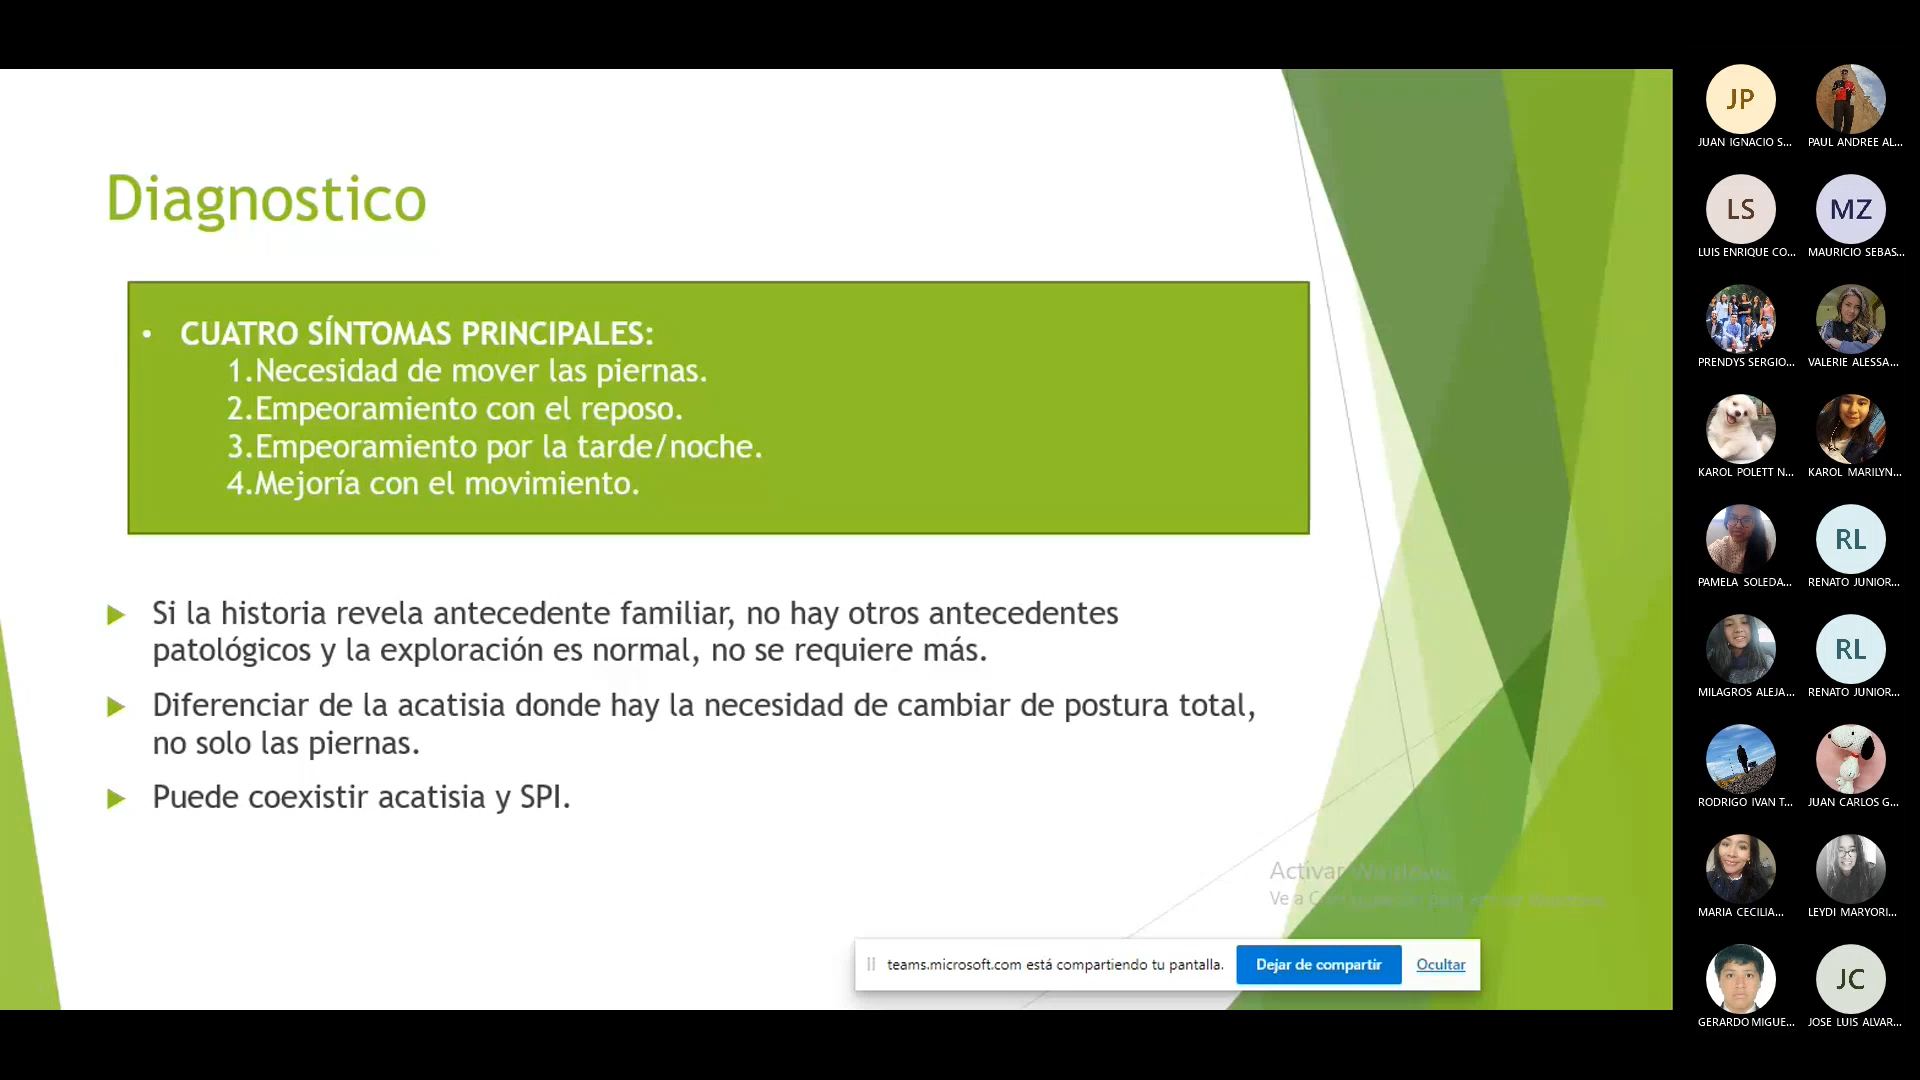 Diagnostico
• CUATRO SÍNTOMAS PRINCIPALES:
1.Necesidad de mover las piernas.
2.Empeoramiento con el reposo.
3.Empeoramiento por la tarde/noche.
4.Mejoría con el movimiento.
Si la historia revela antecedente familiar, no hay otros antecedentes
patológicos y la exploración es normal, no se requiere más.
Diferenciar de la acatisia donde hay la necesidad de cambiar de postura total,
no solo las piernas.
Puede coexistir acatisia y SPI.
Activar Windows
Ve a
teams.microsoft.com está compartiendo tu pantalla.
Dejar de compartir
Ocultar
JP
JUAN IGNACIO S...
PAUL ANDREE AL...
LS
LUIS ENRIQUE CO...
MZ
MAURICIO SEBAS...
PRENDYS SERGIO...
VALERIE ALESSA...
KAROL POLETT N...
KAROL MARILYN...
PAMELA SOLEDA...
RL
RENATO JUNIOR...
MILAGROS ALEJA...
RL
RENATO JUNIOR...
RODRIGO IVAN T...
JUAN CARLOS G...
MARIA CECILIA...
LEYDI MARYORI...
GERARDO MIGUE...
JC
JOSE LUIS ALVAR...